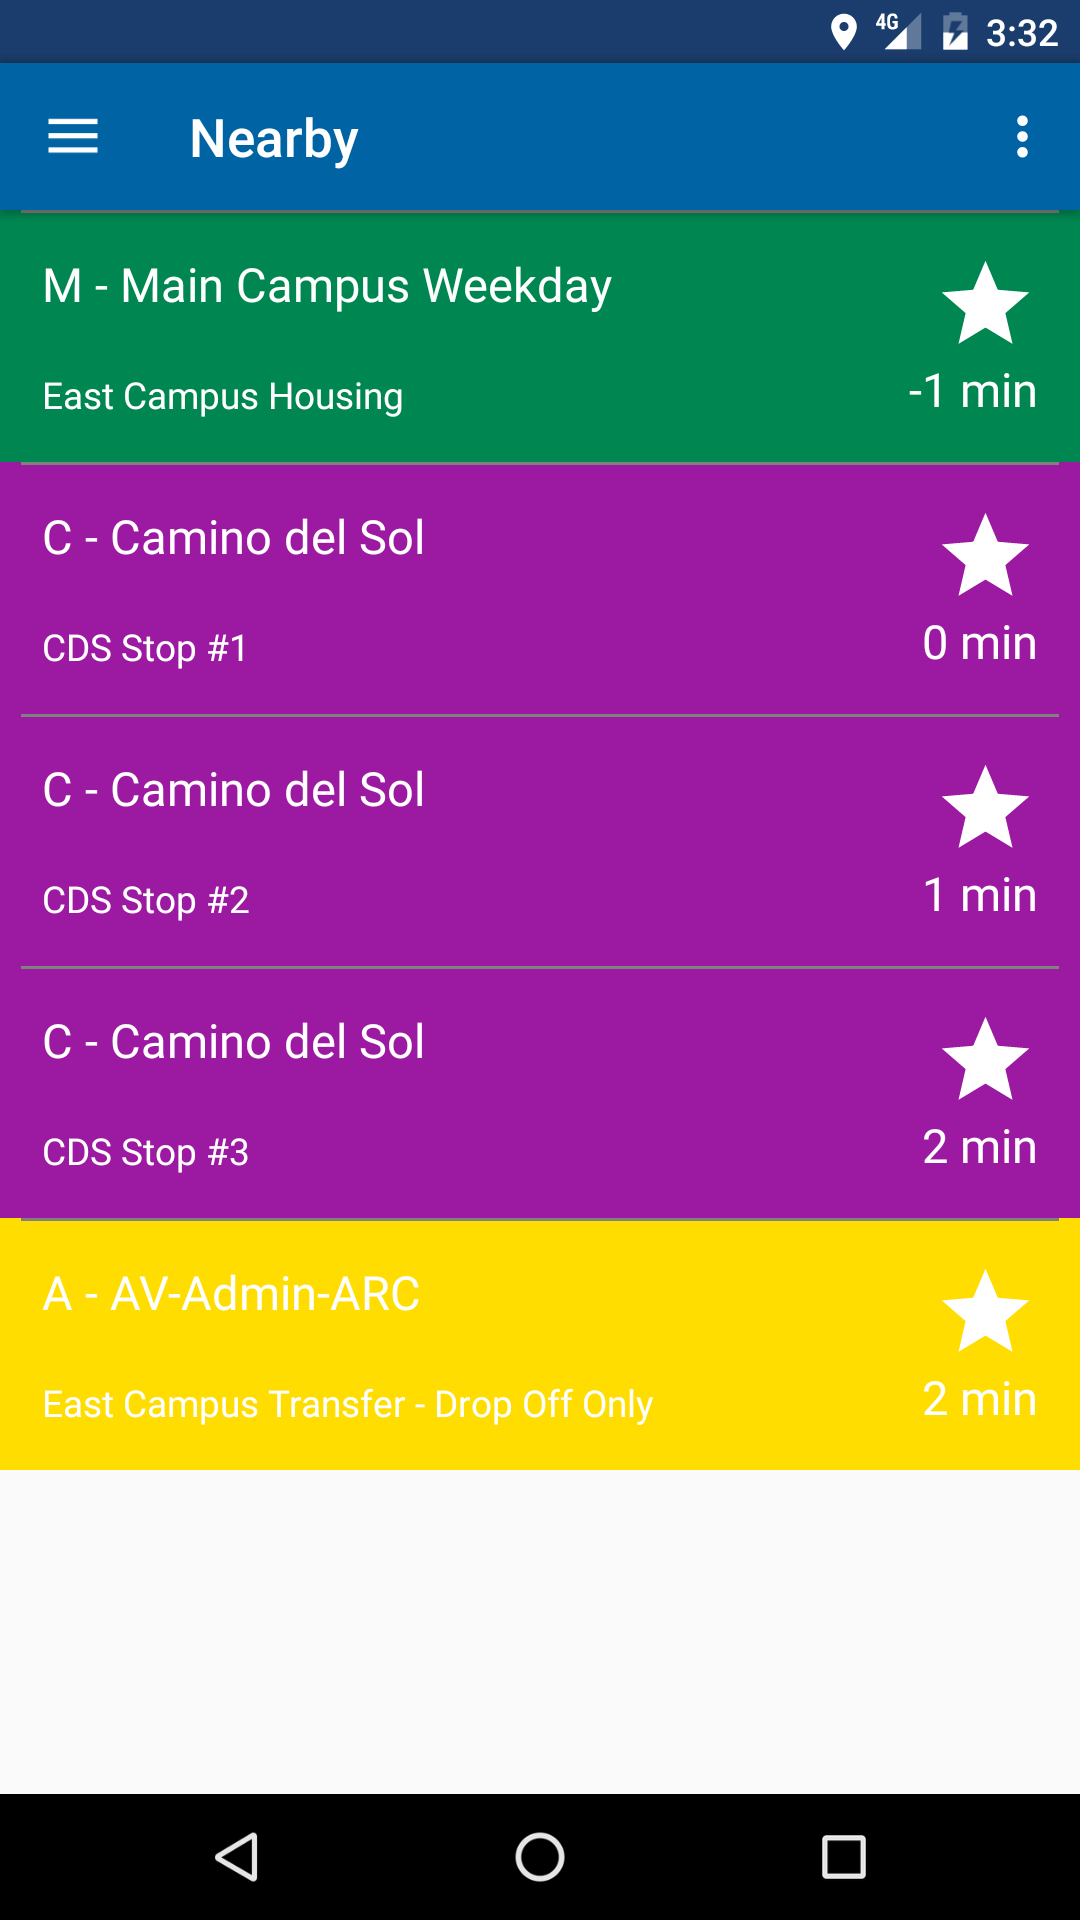 4G 3:32
Nearby
M - Main Campus Weekday
East Campus Housing -1 min
C - Camino del Sol
CDS Stop #1 0 min
C - Camino del Sol
CDS Stop #2 1 min
C - Camino del Sol
CDS Stop #3 2 min
A - AV-Admin-ARC
East Campus Transfer - Drop Off Only 2 min